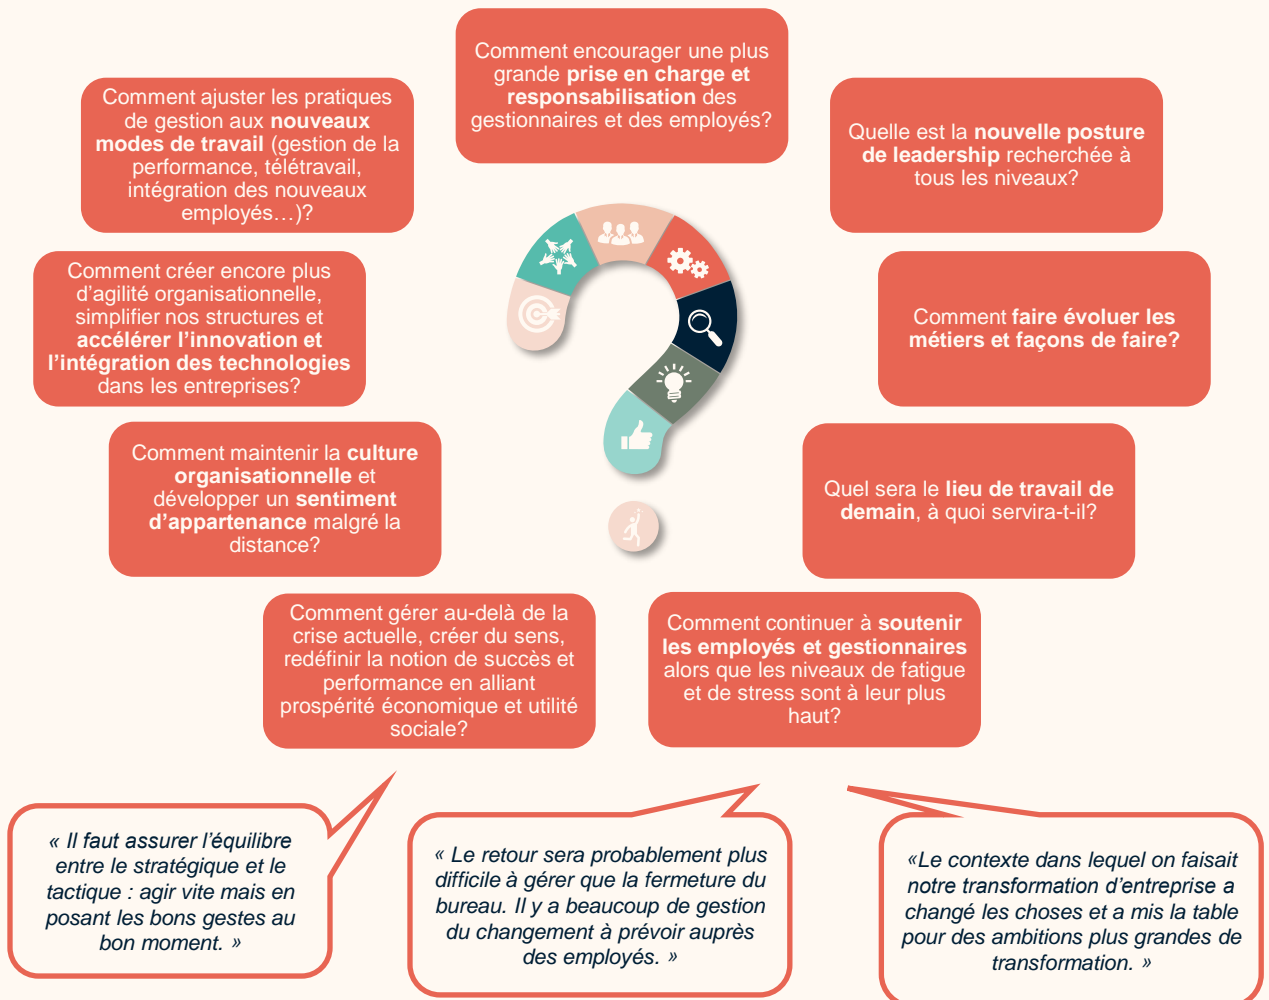 Comment encourager une plus
grande prise en charge et
responsabilisation des
gestionnaires et des employés?
Comment ajuster les pratiques
de gestion aux nouveaux
modes de travail (gestion de la
performance, télétravail,
intégration des nouveaux
employés…)?
Quelle est la nouvelle posture
de leadership recherchée à
tous les niveaux?
Comment créer encore plus
d’agilité organisationnelle,
simplifier nos structures et
accélérer l’innovation et
l’intégration des technologies
dans les entreprises?
Comment faire évoluer les
métiers et façons de faire?
Comment maintenir la culture
organisationnelle et
développer un sentiment
d’appartenance malgré la
distance?
Quel sera le lieu de travail de
demain, à quoi servira-t-il?
Comment gérer au-delà de la
crise actuelle, créer du sens,
redéfinir la notion de succès et
performance en alliant
prospérité économique et utilité
sociale?
Comment continuer à soutenir
les employés et gestionnaires
alors que les niveaux de fatigue
et de stress sont à leur plus
haut?
« Il faut assurer l’équilibre
entre le stratégique et le
tactique : agir vite mais en
posant les bons gestes au
bon moment. »
« Le retour sera probablement plus
difficile à gérer que la fermeture du
bureau. Il y a beaucoup de gestion
du changement à prévoir auprès
des employés. »
«Le contexte dans lequel on faisait
notre transformation d’entreprise a
changé les choses et a mis la table
pour des ambitions plus grandes de
transformation. »